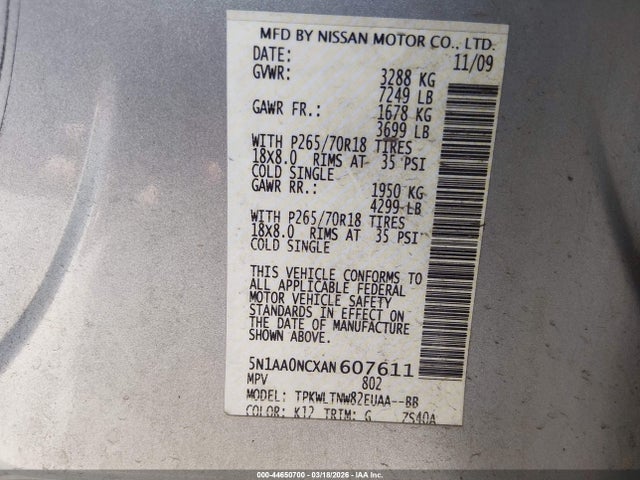 MFD BY NISSAN MOTOR CO., LTD.
DATE: 11/09
GVWR: 3288 KG
7249 LB
GAWR FR.: 1678 KG
3699 LB
WITH P265/70R18 TIRES
18X8.0 RIMS AT 35 PSI
COLD SINGLE
GAWR RR.: 1950 KG
4299 LB
WITH P265/70R18 TIRES
18X8.0 RIMS AT 35 PSI
COLD SINGLE
THIS VEHICLE CONFORMS TO
ALL APPLICABLE FEDERAL
MOTOR VEHICLE SAFETY
STANDARDS IN EFFECT ON
THE DATE OF MANUFACTURE
SHOWN ABOVE.
5N1AA0NCXAN607611
MPV 802
MODEL: TPKWLTNW82EUAA--BB
COLOR: K12 TRIM: G ZS40A
000-44650700 - 03/18/2026 - IAA Inc.